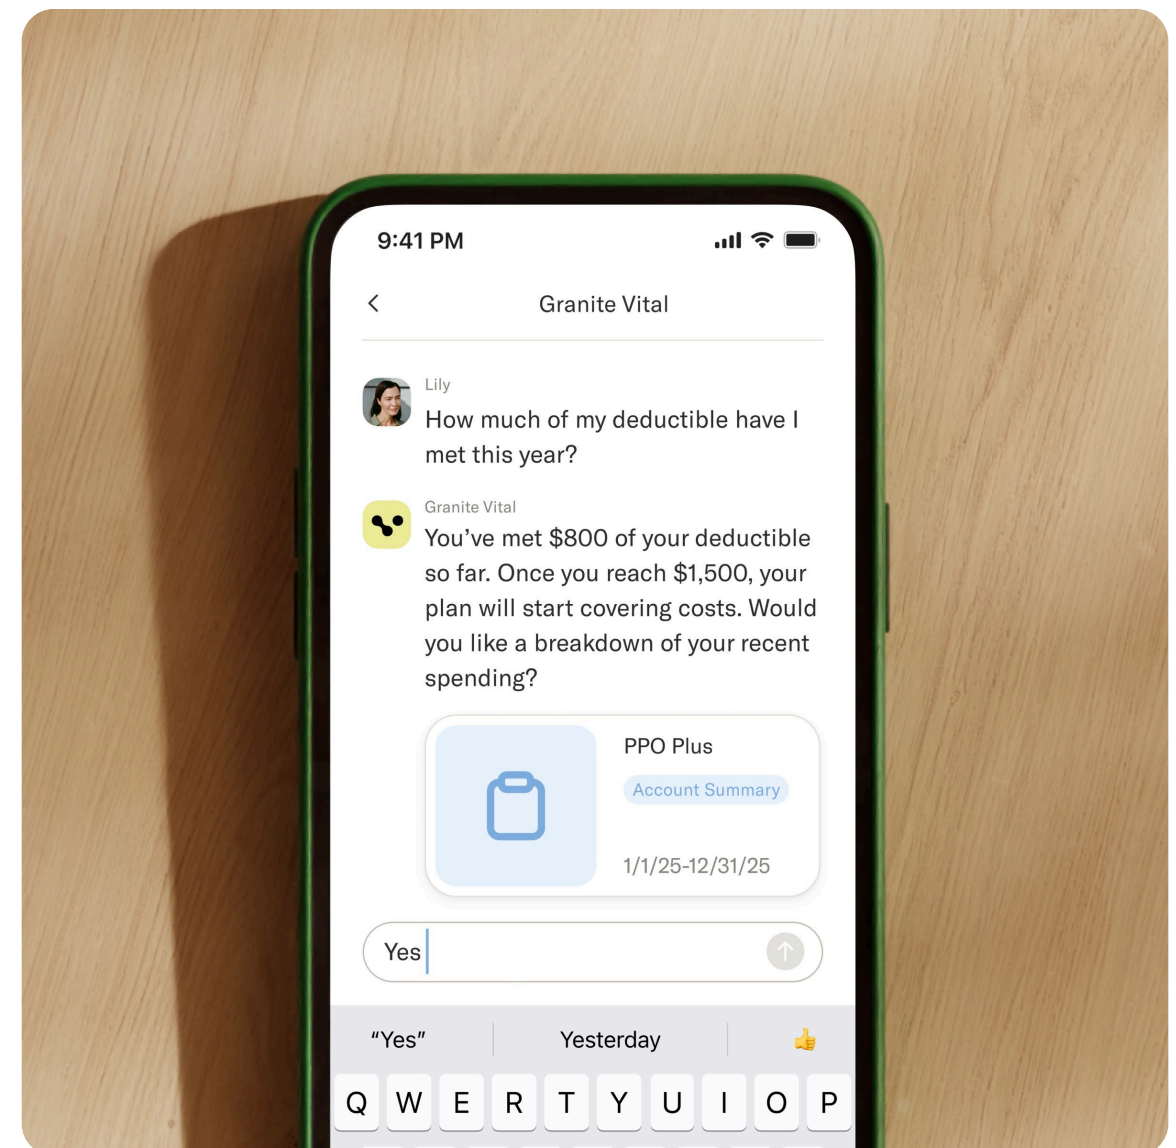 9:41 PM
Granite Vital
Lily
How much of my deductible have I
met this year?
Granite Vital
You’ve met $800 of your deductible
so far. Once you reach $1,500, your
plan will start covering costs. Would
you like a breakdown of your recent
spending?
PPO Plus
Account Summary
1/1/25-12/31/25
Yes
“Yes” Yesterday 👍
Q W E R T Y U I O P